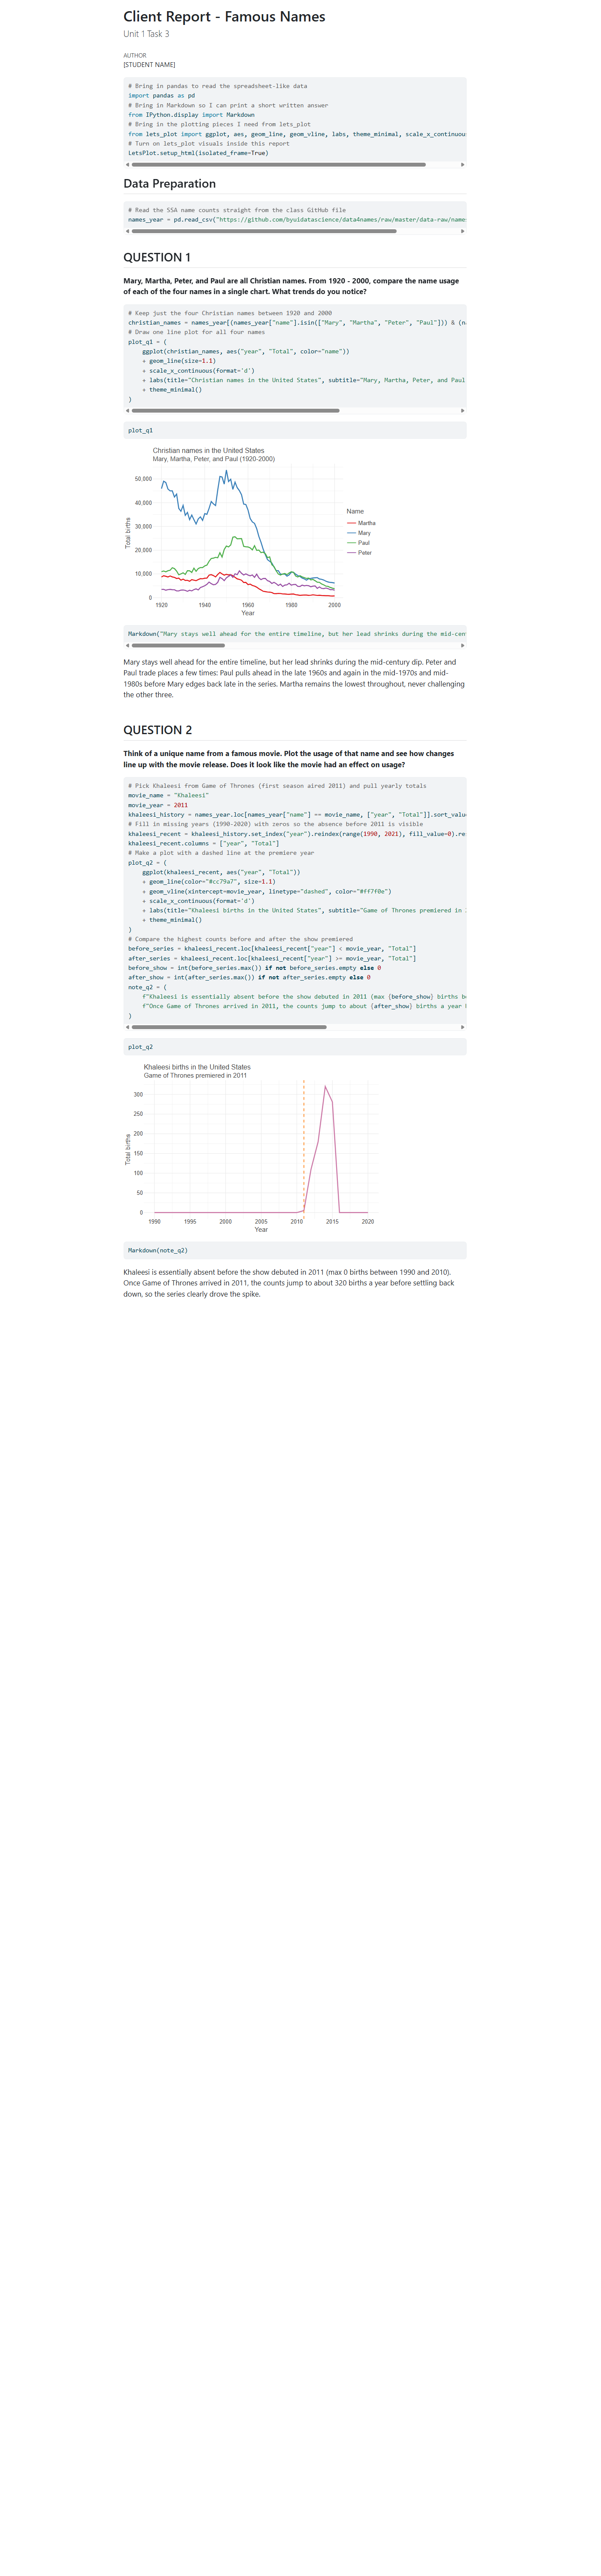 Client Report - Famous Names
Unit 1 Task 3
AUTHOR
[STUDENT NAME]
# Bring in pandas to read the spreadsheet-like data
import pandas as pd
# Bring in Markdown so I can print a short written answer
from IPython.display import Markdown
# Bring in the plotting pieces I need from lets_plot
from lets_plot import ggplot, aes, geom_line, geom_vline, labs, theme_minimal, scale_x_continuou
# Turn on lets_plot visuals inside this report
LetsPlot.setup_html(isolated_frame=True)
Data Preparation
# Read the SSA name counts straight from the class GitHub file
names_year = pd.read_csv("https://github.com/byuidatascience/data4names/raw/master/data-raw/name
QUESTION 1
Mary, Martha, Peter, and Paul are all Christian names. From 1920 - 2000, compare the name usage
of each of the four names in a single chart. What trends do you notice?
# Keep just the four Christian names between 1920 and 2000
christian_names = names_year[(names_year["name"].isin(["Mary", "Martha", "Peter", "Paul"])) & (n
# Draw one line plot for all four names
plot_q1 = (
ggplot(christian_names, aes("year", "Total", color="name"))
+ geom_line(size=1.1)
+ scale_x_continuous(format='d')
+ labs(title="Christian names in the United States", subtitle="Mary, Martha, Peter, and Paul
+ theme_minimal()
)
plot_q1
Christian names in the United States
Mary, Martha, Peter, and Paul (1920-2000)
50,000
40,000
30,000
20,000
10,000
0
Total births
1920 1940 1960 1980 2000
Year
Name
Martha
Mary
Paul
Peter
Markdown("Mary stays well ahead for the entire timeline, but her lead shrinks during the mid-cen
Mary stays well ahead for the entire timeline, but her lead shrinks during the mid-century dip. Peter and
Paul trade places a few times: Paul pulls ahead in the late 1960s and again in the mid-1970s and mid-
1980s before Mary edges back late in the series. Martha remains the lowest throughout, never challenging
the other three.
QUESTION 2
Think of a unique name from a famous movie. Plot the usage of that name and see how changes
line up with the movie release. Does it look like the movie had an effect on usage?
# Pick Khaleesi from Game of Thrones (first season aired 2011) and pull yearly totals
movie_name = "Khaleesi"
movie_year = 2011
khaleesi_history = names_year.loc[names_year["name"] == movie_name, ["year", "Total"]].sort_valu
# Fill in missing years (1990-2020) with zeros so the absence before 2011 is visible
khaleesi_recent = khaleesi_history.set_index("year").reindex(range(1990, 2021), fill_value=0).re
khaleesi_recent.columns = ["year", "Total"]
# Make a plot with a dashed line at the premiere year
plot_q2 = (
ggplot(khaleesi_recent, aes("year", "Total"))
+ geom_line(color="#cc79a7", size=1.1)
+ geom_vline(xintercept=movie_year, linetype="dashed", color="#ff7f0e")
+ scale_x_continuous(format='d')
+ labs(title="Khaleesi births in the United States", subtitle="Game of Thrones premiered in
+ theme_minimal()
)
# Compare the highest counts before and after the show premiered
before_series = khaleesi_recent.loc[khaleesi_recent["year"] < movie_year, "Total"]
after_series = khaleesi_recent.loc[khaleesi_recent["year"] >= movie_year, "Total"]
before_show = int(before_series.max()) if not before_series.empty else 0
after_show = int(after_series.max()) if not after_series.empty else 0
note_q2 = (
f"Khaleesi is essentially absent before the show debuted in 2011 (max {before_show} births b
f"Once Game of Thrones arrived in 2011, the counts jump to about {after_show} births a year
)
plot_q2
Khaleesi births in the United States
Game of Thrones premiered in 2011
300
250
200
150
100
50
0
Total births
1990 1995 2000 2005 2010 2015 2020
Year
Markdown(note_q2)
Khaleesi is essentially absent before the show debuted in 2011 (max 0 births between 1990 and 2010).
Once Game of Thrones arrived in 2011, the counts jump to about 320 births a year before settling back
down, so the series clearly drove the spike.